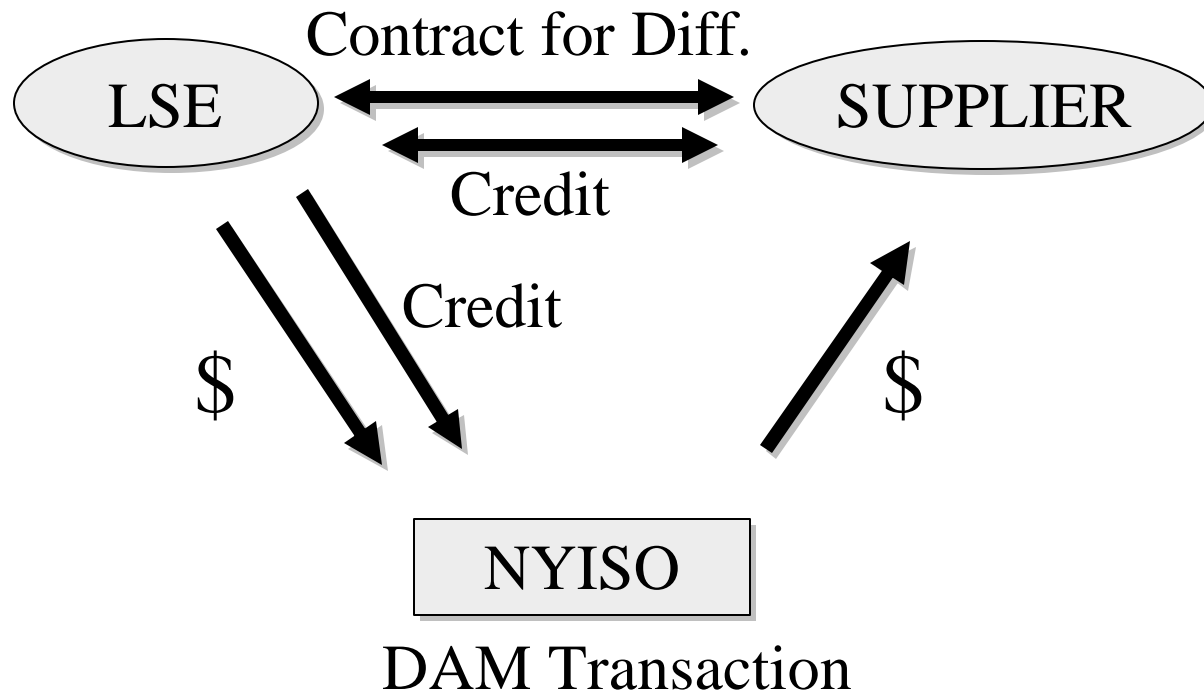 Contract for Diff.
LSE
SUPPLIER
Credit
Credit
$
$
NYISO
DAM Transaction